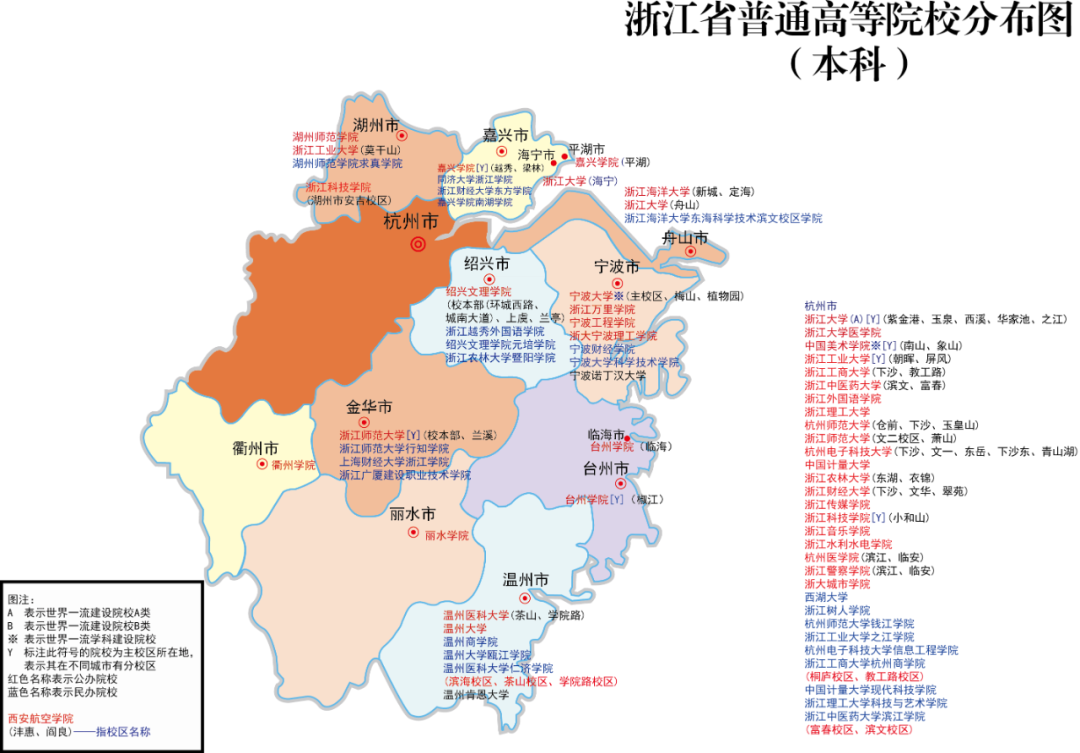 浙江省普通高等院校分布图
（本科）
湖州市
湖州师范学院
浙江工业大学(莫干山)
湖州师范学院求真学院
浙江科技学院
(湖州市安吉校区)
嘉兴市
海宁市
平湖市
嘉兴学院(平湖)
嘉兴学院[Y](越秀、梁林)
同济大学浙江学院
浙江财经大学东方学院
嘉兴学院南湖学院
浙江大学(海宁)
浙江海洋大学(新城、定海)
浙江大学(舟山)
浙江海洋大学东海科学技术滨文校区学院
舟山市
杭州市
绍兴市
绍兴文理学院
(校本部(环城西路、
城南大道)、上虞、兰亭)
浙江越秀外国语学院
绍兴文理学院元培学院
浙江农林大学暨阳学院
宁波市
宁波大学※(主校区、梅山、植物园)
浙江万里学院
宁波工程学院
浙大宁波理工学院
宁波财经学院
宁波大学科学技术学院
宁波诺丁汉大学
金华市
浙江师范大学[Y](校本部、兰溪)
浙江师范大学行知学院
上海财经大学浙江学院
浙江广厦建设职业技术学院
衢州市
衢州学院
临海市
台州学院（临海)
台州市
台州学院[Y]（椒江）
丽水市
丽水学院
温州市
温州医科大学(茶山、学院路)
温州大学
温州商学院
温州大学瓯江学院
温州医科大学仁济学院
(滨海校区、茶山校区、学院路校区)
温州肯恩大学
杭州市
浙江大学(A)[Y](紫金港、玉泉、西溪、华家池、之江)
浙江大学医学院
中国美术学院※[Y](南山、象山)
浙江工业大学[Y](朝晖、屏风)
浙江工商大学(下沙、教工路)
浙江中医药大学(滨文、富春)
浙江外国语学院
浙江理工大学
杭州师范大学(仓前、下沙、玉皇山)
浙江师范大学(文二校区、萧山)
杭州电子科技大学(下沙、文一、东岳、下沙东、青山湖)
中国计量大学
浙江农林大学(东湖、衣锦)
浙江财经大学(下沙、文华、翠苑)
浙江传媒学院
浙江科技学院[Y](小和山)
浙江音乐学院
浙江水利水电学院
杭州医学院(滨江、临安)
浙江警察学院(滨江、临安)
浙大城市学院
西湖大学
浙江树人学院
杭州师范大学钱江学院
浙江工业大学之江学院
杭州电子科技大学信息工程学院
浙江工商大学杭州商学院
(桐庐校区、教工路校区)
中国计量大学现代科技学院
浙江理工大学科技与艺术学院
浙江中医药大学滨江学院
(富春校区、滨文校区)
图注:
A 表示世界一流建设院校A类
B 表示世界一流建设院校B类
※ 表示世界一流学科建设院校
Y 标注此符号的院校为主校区所在地,
表示其在不同城市有分校区
红色名称表示公办院校
蓝色名称表示民办院校
西安航空学院
(沣惠、阎良)——指校区名称